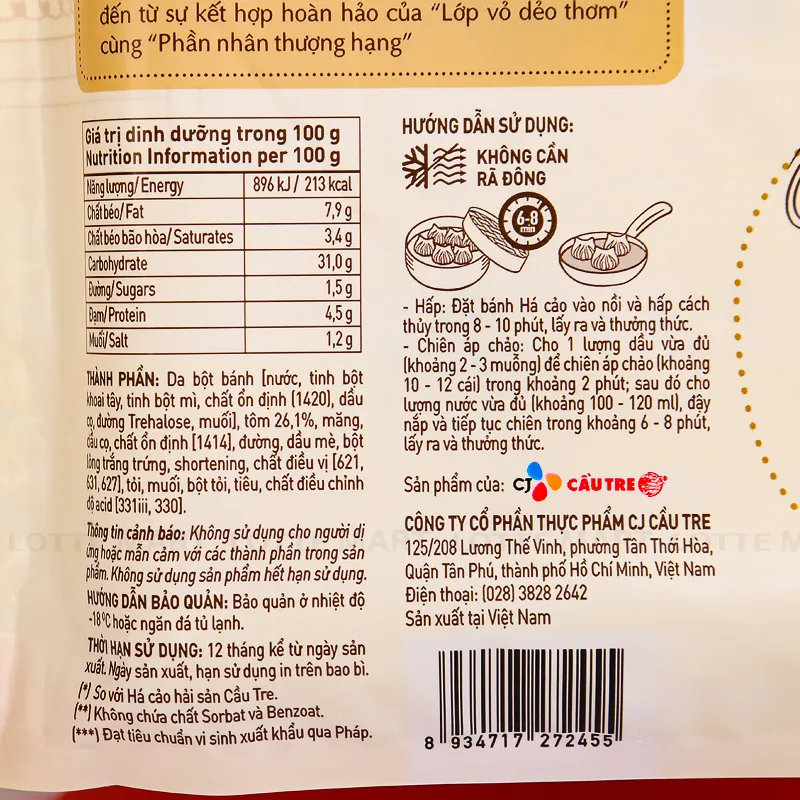 đến từ sự kết hợp hoàn hảo của “Lớp vỏ dẻo thơm”
cùng “Phần nhân thượng hạng”
Giá trị dinh dưỡng trong 100 g
Nutrition Information per 100 g
Năng lượng/Energy 896 kJ / 213 kcal
Chất béo/Fat 7,9 g
Chất béo bão hòa/Saturates 3,4 g
Carbohydrate 31,0 g
Đường/Sugars 1,5 g
Đạm/Protein 4,5 g
Muối/Salt 1,2 g
THÀNH PHẦN: Da bột bánh [nước, tinh bột
khoai tây, tinh bột mì, chất ổn định (1420), dầu
cọ, đường Trehalose, muối], tôm 26,1%, măng,
dầu cọ, chất ổn định [1414], đường, dầu mè, bột
lòng trắng trứng, shortening, chất điều vị [621,
631,627], tỏi, muối, bột tỏi, tiêu, chất điều chỉnh
độ acid [331iii, 330].
Thông tin cảnh báo: Không sử dụng cho người dị
ứng hoặc mẫn cảm với các thành phần trong sản
phẩm. Không sử dụng sản phẩm hết hạn sử dụng.
HƯỚNG DẪN BẢO QUẢN: Bảo quản ở nhiệt độ
-18°C hoặc ngăn đá tủ lạnh.
THỜI HẠN SỬ DỤNG: 12 tháng kể từ ngày sản
xuất. Ngày sản xuất, hạn sử dụng in trên bao bì.
(*) So với Há cảo hải sản Cầu Tre.
(**) Không chứa chất Sorbat và Benzoat.
(***) Đạt tiêu chuẩn vi sinh xuất khẩu qua Pháp.
HƯỚNG DẪN SỬ DỤNG:
KHÔNG CẦN
RÃ ĐÔNG
6-8
min
- Hấp: Đặt bánh Há cảo vào nồi và hấp cách
thủy trong 8 - 10 phút, lấy ra và thưởng thức.
- Chiên áp chảo: Cho 1 lượng dầu vừa đủ
(khoảng 2 - 3 muỗng) để chiên áp chảo (khoảng
10 - 12 cái) trong khoảng 2 phút; sau đó cho
lượng nước vừa đủ (khoảng 100 - 120 ml), đậy
nắp và tiếp tục chiên trong khoảng 6 - 8 phút,
lấy ra và thưởng thức.
Sản phẩm của: CJ CẦU TRE
CÔNG TY CỔ PHẦN THỰC PHẨM CJ CẦU TRE
125/208 Lương Thế Vinh, phường Tân Thới Hòa,
Quận Tân Phú, thành phố Hồ Chí Minh, Việt Nam
Điện thoại: (028) 3828 2642
Sản xuất tại Việt Nam
8 934717 272455